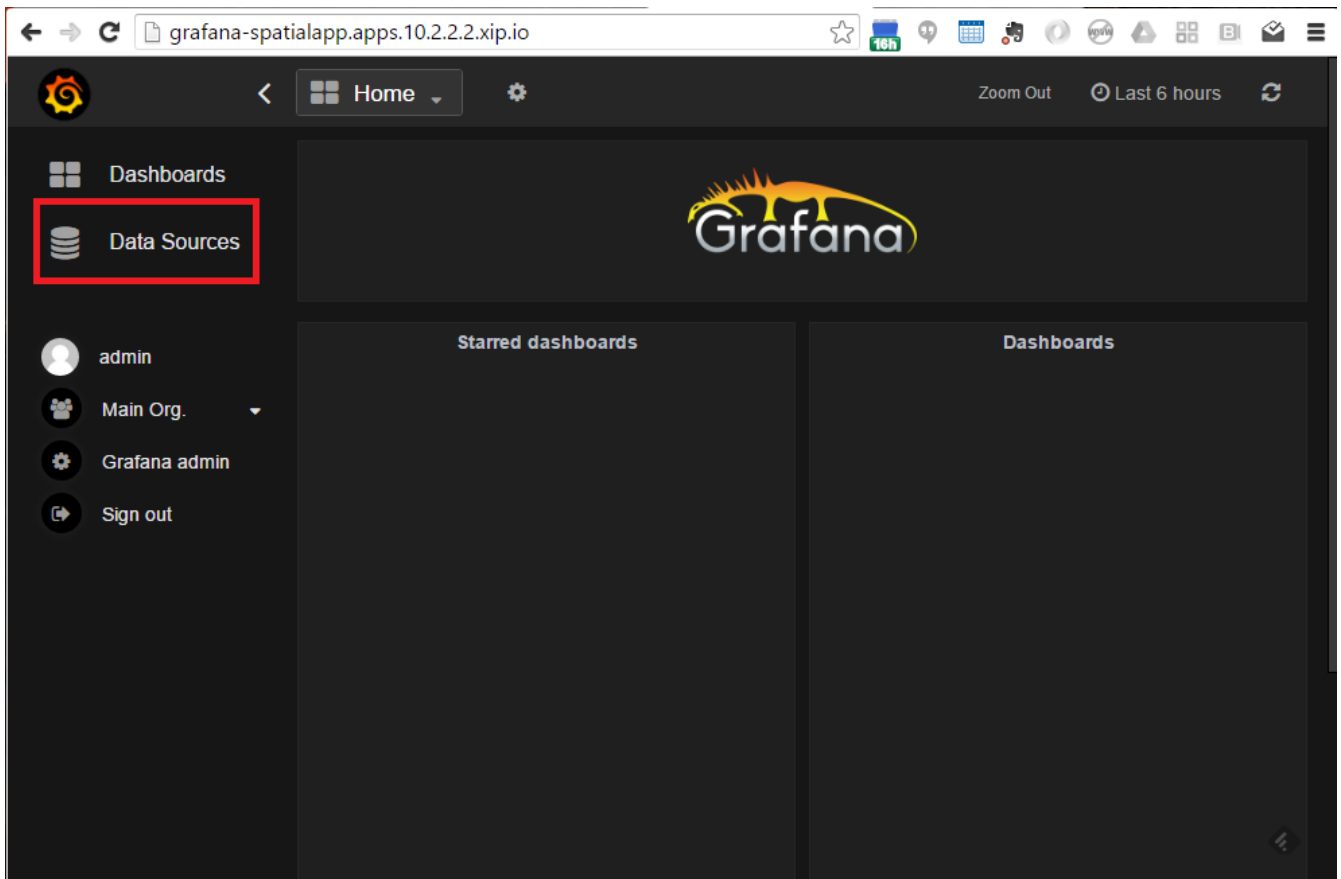 grafana-spatialapp.apps.10.2.2.2.xip.io
16h
Home
Zoom Out
Last 6 hours
Dashboards
Data Sources
Grafana
admin
Main Org.
Grafana admin
Sign out
Starred dashboards
Dashboards